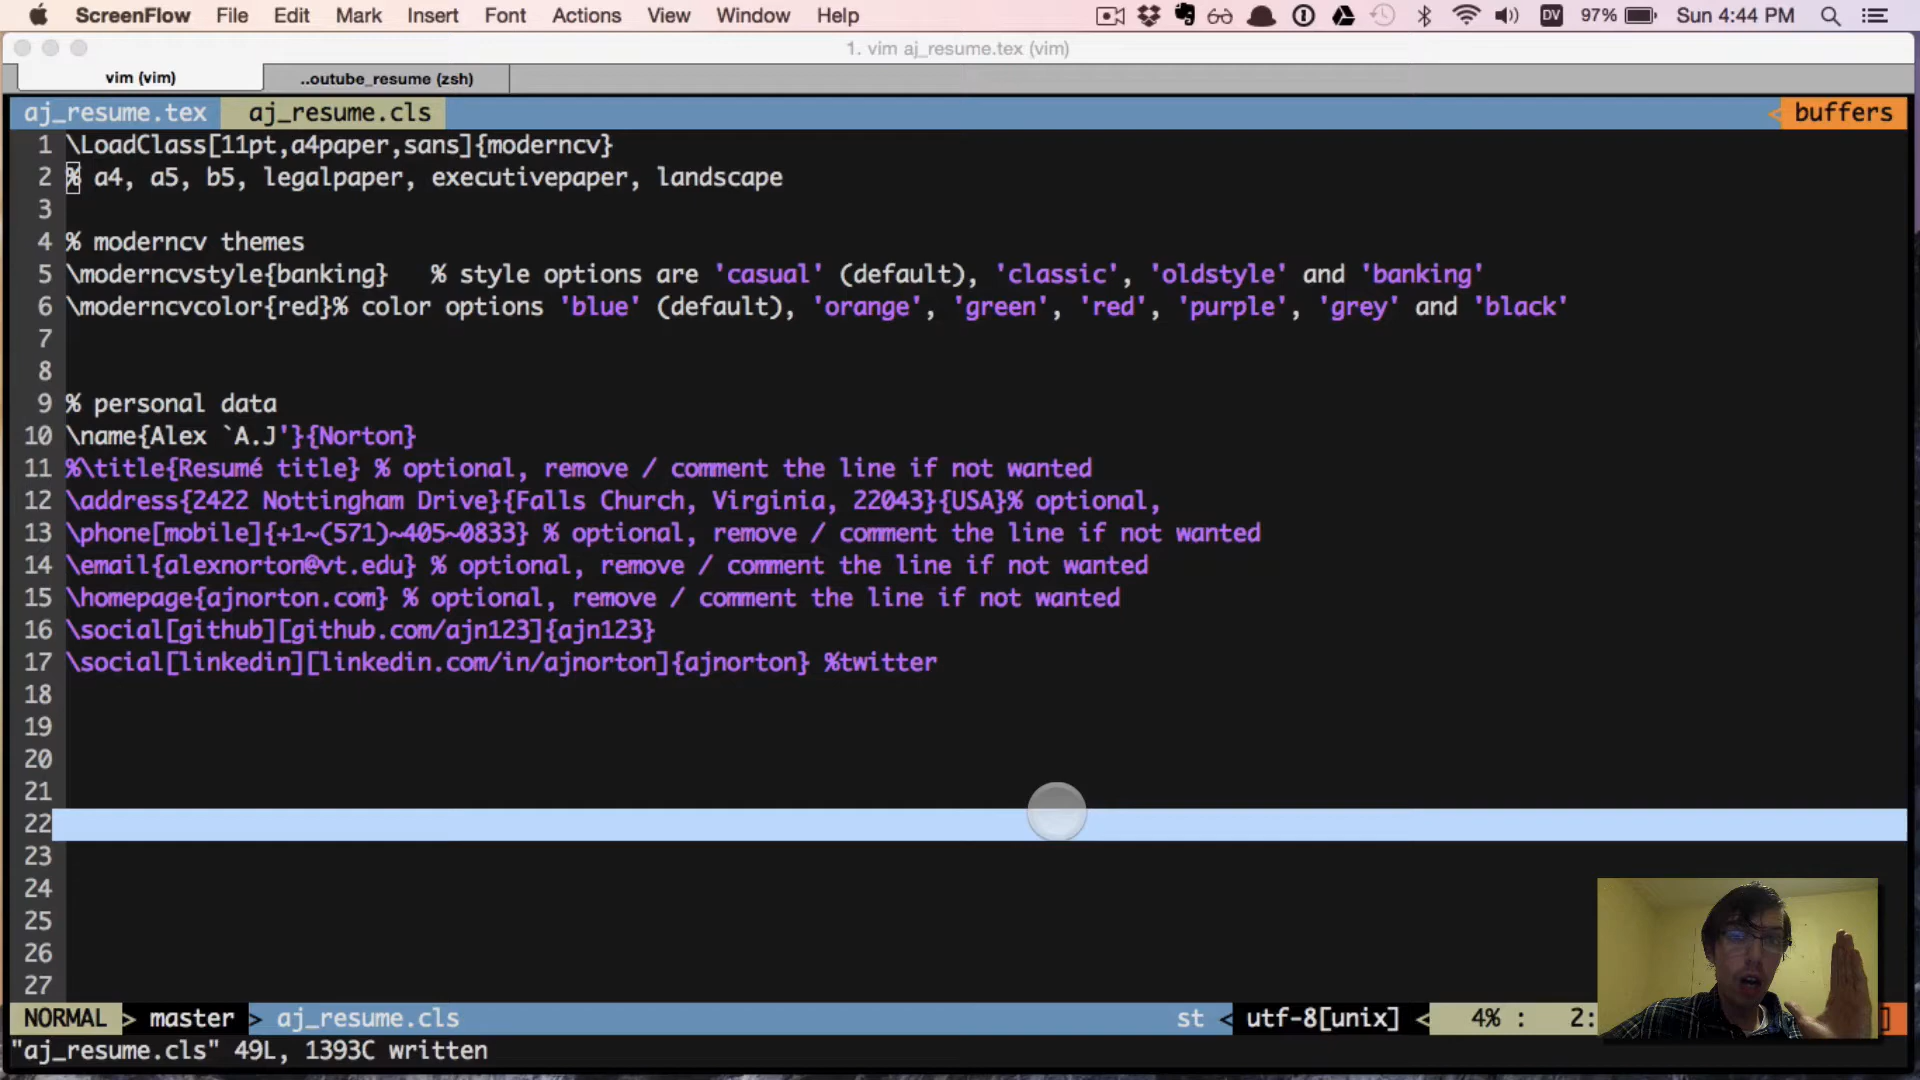 ScreenFlow File Edit Mark Insert Font Actions View Window Help DV 97% Sun 4:44 PM
1. vim aj_resume.tex (vim)
vim (vim) ..outube_resume (zsh)
aj_resume.tex aj_resume.cls < buffers
1 \LoadClass[11pt,a4paper,sans]{moderncv}
2 % a4, a5, b5, legalpaper, executivepaper, landscape
3
4 % moderncv themes
5 \moderncvstyle{banking} % style options are 'casual' (default), 'classic', 'oldstyle' and 'banking'
6 \moderncvcolor{red}% color options 'blue' (default), 'orange', 'green', 'red', 'purple', 'grey' and 'black'
7
8
9 % personal data
10 \name{Alex `A.J'}{Norton}
11 %\title{Resumé title} % optional, remove / comment the line if not wanted
12 \address{2422 Nottingham Drive}{Falls Church, Virginia, 22043}{USA}% optional,
13 \phone[mobile]{+1~(571)~405~0833} % optional, remove / comment the line if not wanted
14 \email{alexnorton@vt.edu} % optional, remove / comment the line if not wanted
15 \homepage{ajnorton.com} % optional, remove / comment the line if not wanted
16 \social[github][github.com/ajn123]{ajn123}
17 \social[linkedin][linkedin.com/in/ajnorton]{ajnorton} %twitter
18
19
20
21
22
23
24
25
26
27
NORMAL > master > aj_resume.cls st < utf-8[unix] < 4% : 2:
"aj_resume.cls" 49L, 1393C written